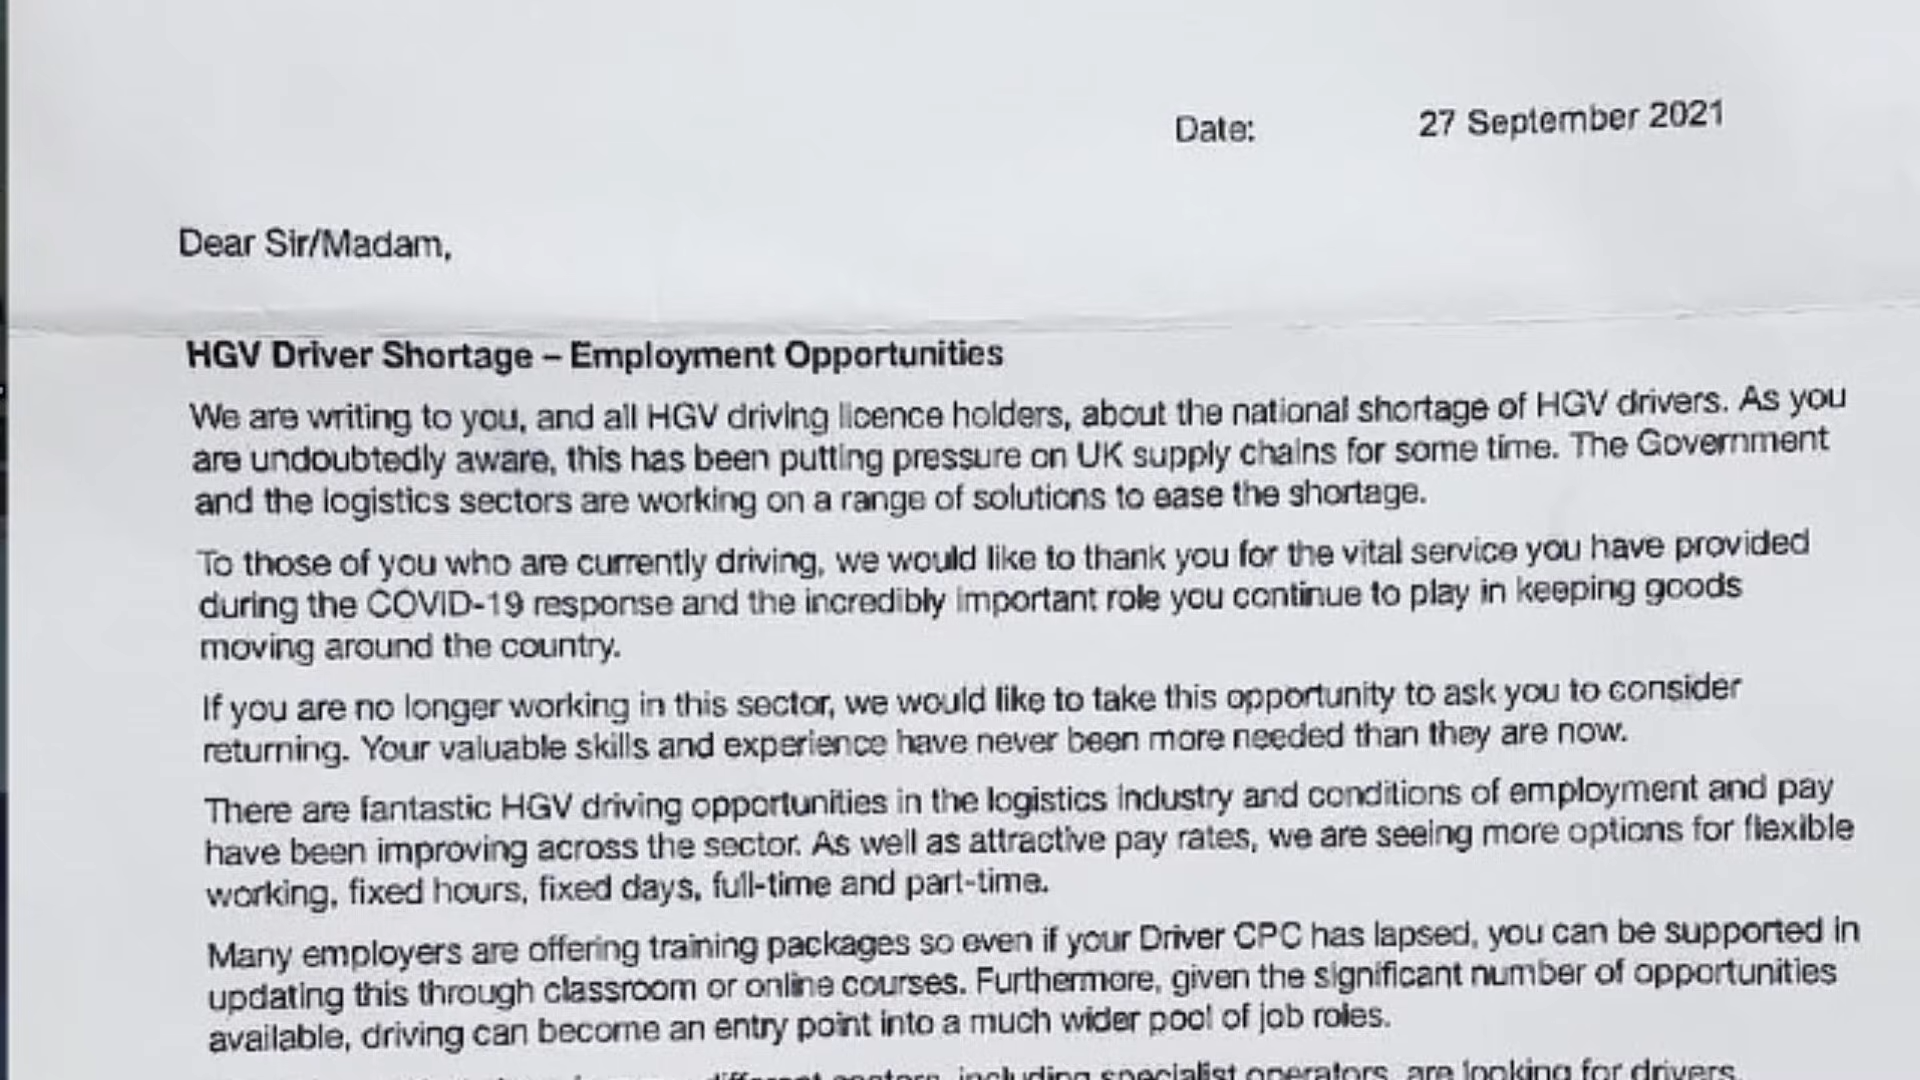 Date: 27 September 2021
Dear Sir/Madam,
HGV Driver Shortage – Employment Opportunities
We are writing to you, and all HGV driving licence holders, about the national shortage of HGV drivers. As you
are undoubtedly aware, this has been putting pressure on UK supply chains for some time. The Government
and the logistics sectors are working on a range of solutions to ease the shortage.
To those of you who are currently driving, we would like to thank you for the vital service you have provided
during the COVID-19 response and the incredibly important role you continue to play in keeping goods
moving around the country.
If you are no longer working in this sector, we would like to take this opportunity to ask you to consider
returning. Your valuable skills and experience have never been more needed than they are now.
There are fantastic HGV driving opportunities in the logistics industry and conditions of employment and pay
have been improving across the sector. As well as attractive pay rates, we are seeing more options for flexible
working, fixed hours, fixed days, full-time and part-time.
Many employers are offering training packages so even if your Driver CPC has lapsed, you can be supported in
updating this through classroom or online courses. Furthermore, given the significant number of opportunities
available, driving can become an entry point into a much wider pool of job roles.
different sectors, including specialist operators, are looking for drivers.